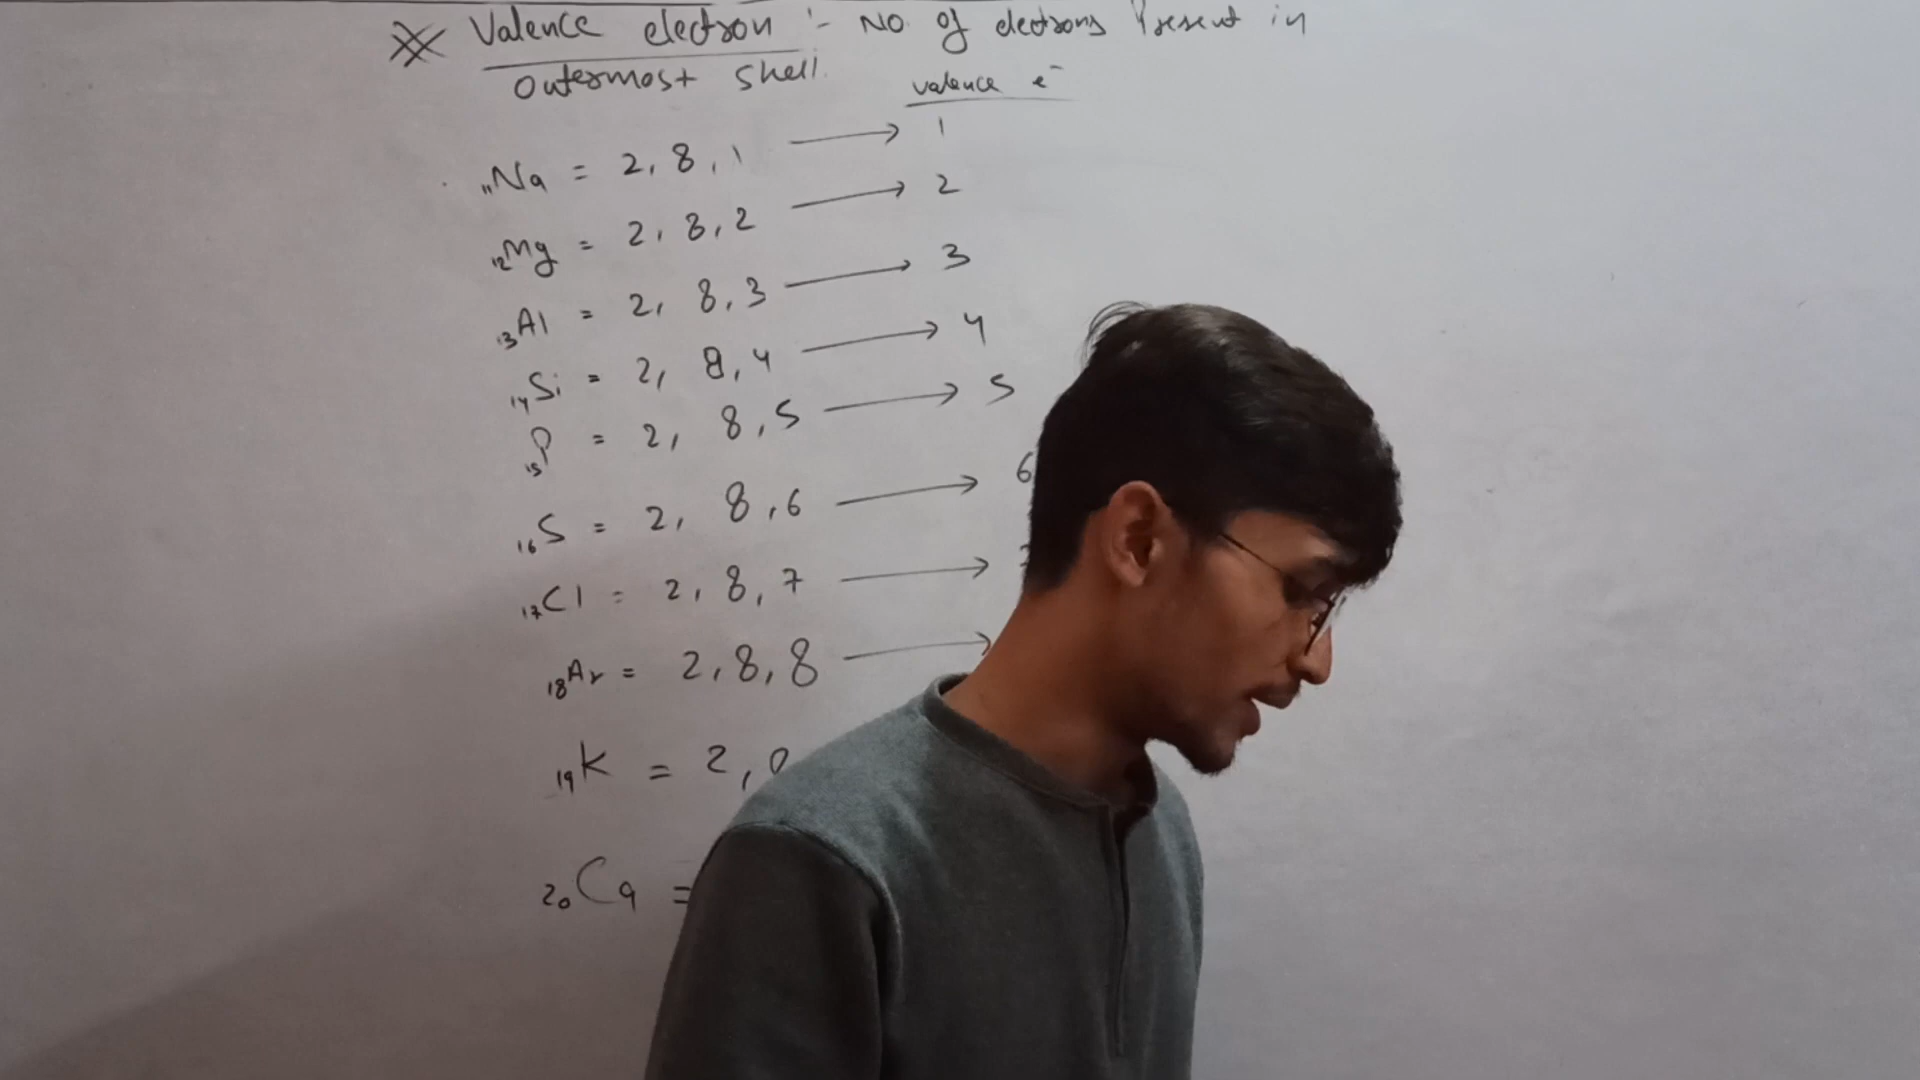 Valence electron :- No. of electrons Present in
outermost shell.
valence e⁻
₁₁Na = 2, 8, 1 → 1
₁₂Mg = 2, 8, 2 → 2
₁₃Al = 2, 8, 3 → 3
₁₄Si = 2, 8, 4 → 4
₁₅P = 2, 8, 5 → 5
₁₆S = 2, 8, 6 → 6
₁₇Cl = 2, 8, 7 →
₁₈Ar = 2, 8, 8 →
₁₉K = 2,
₂₀Ca =